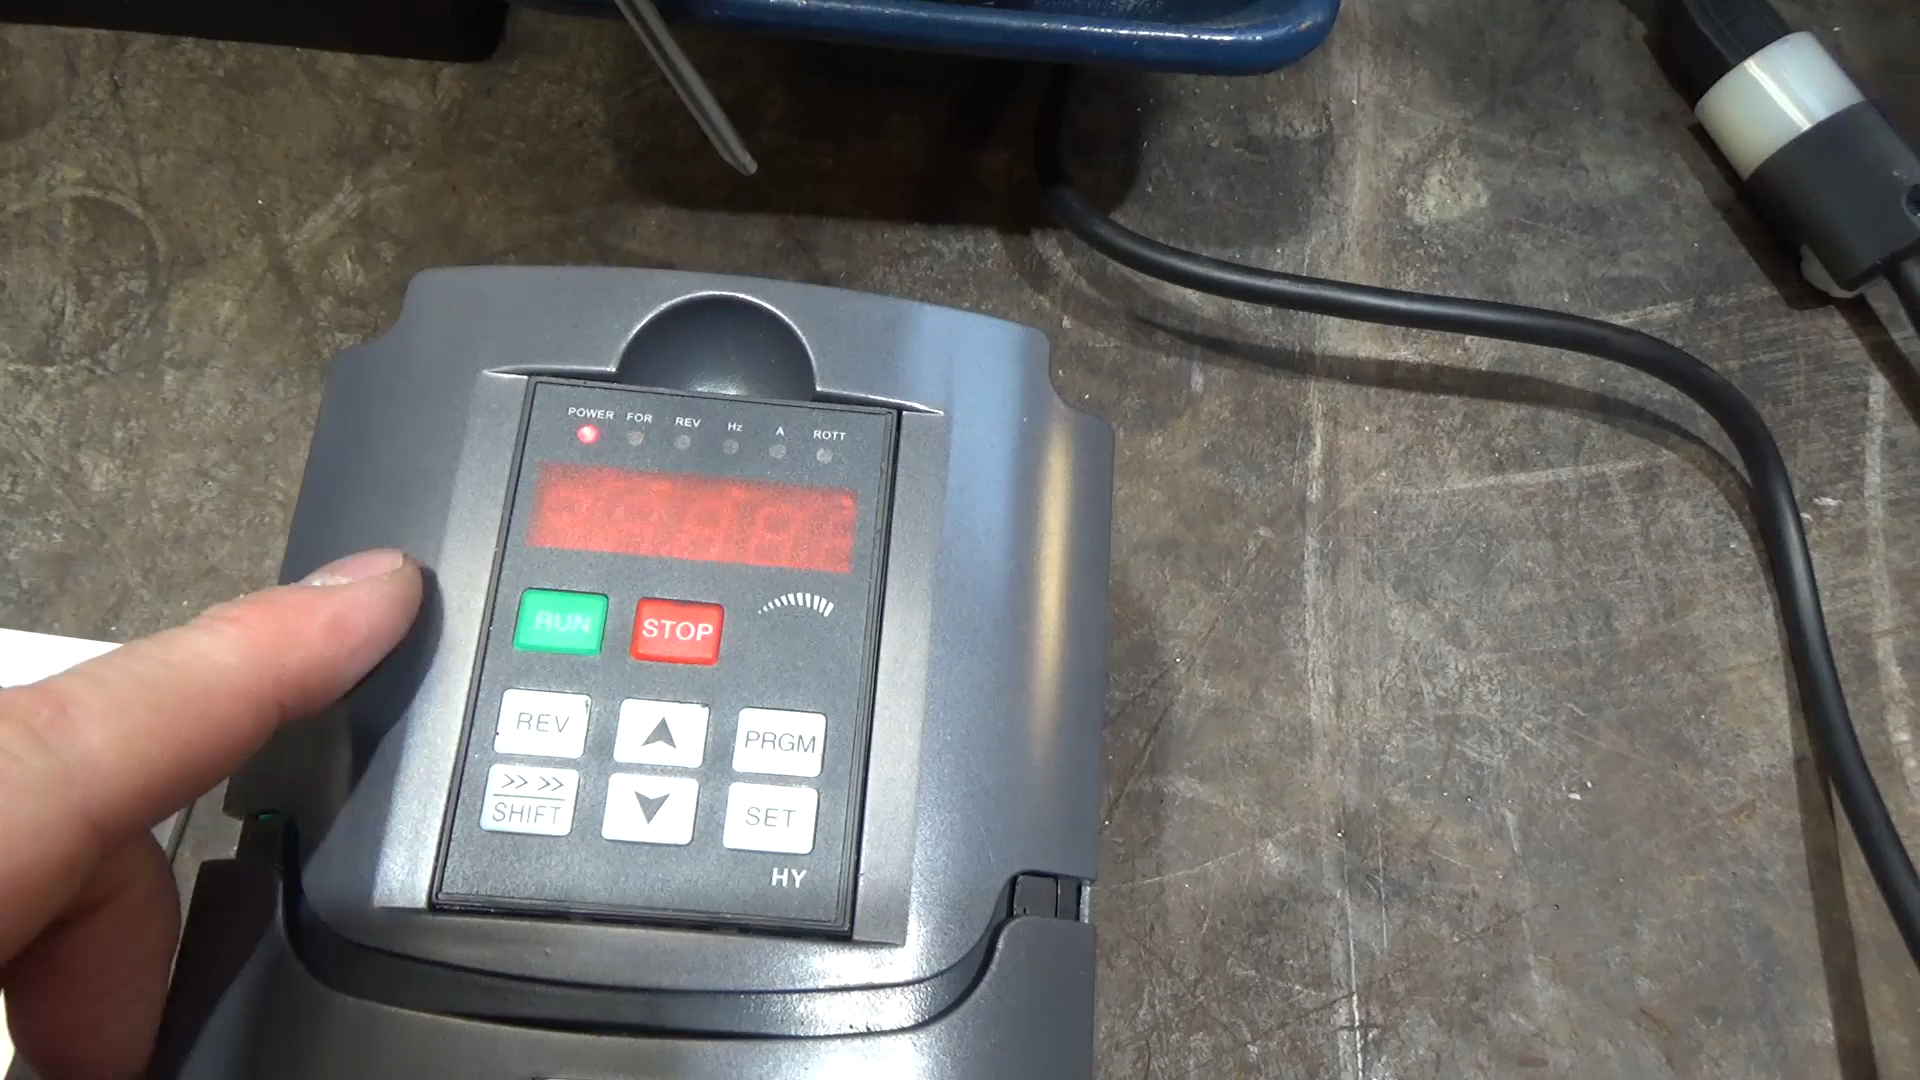 POWER FOR REV Hz A ROTT
RUN STOP
REV PRGM
>> >>
SHIFT SET
HY